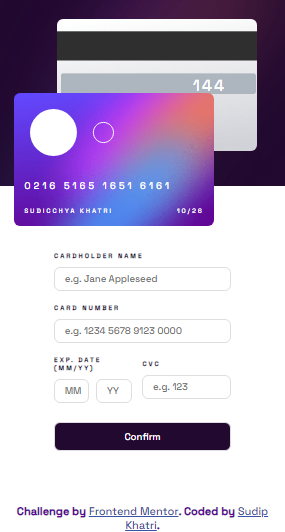 144
0216 5165 1651 6161
SUDICCHYA KHATRI 10/26
CARDHOLDER NAME
e.g. Jane Appleseed
CARD NUMBER
e.g. 1234 5678 9123 0000
EXP. DATE (MM/YY)
CVC
MM
YY
e.g. 123
Confirm
Challenge by Frontend Mentor. Coded by Sudip
Khatri.